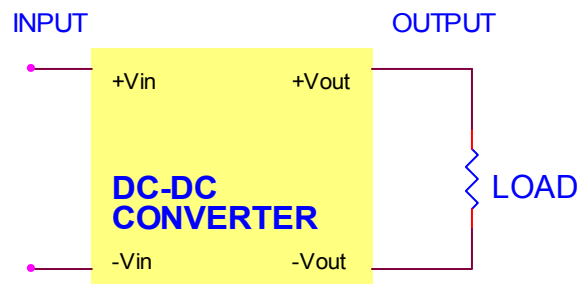 INPUT OUTPUT
+Vin +Vout
DC-DC
CONVERTER
LOAD
-Vin -Vout